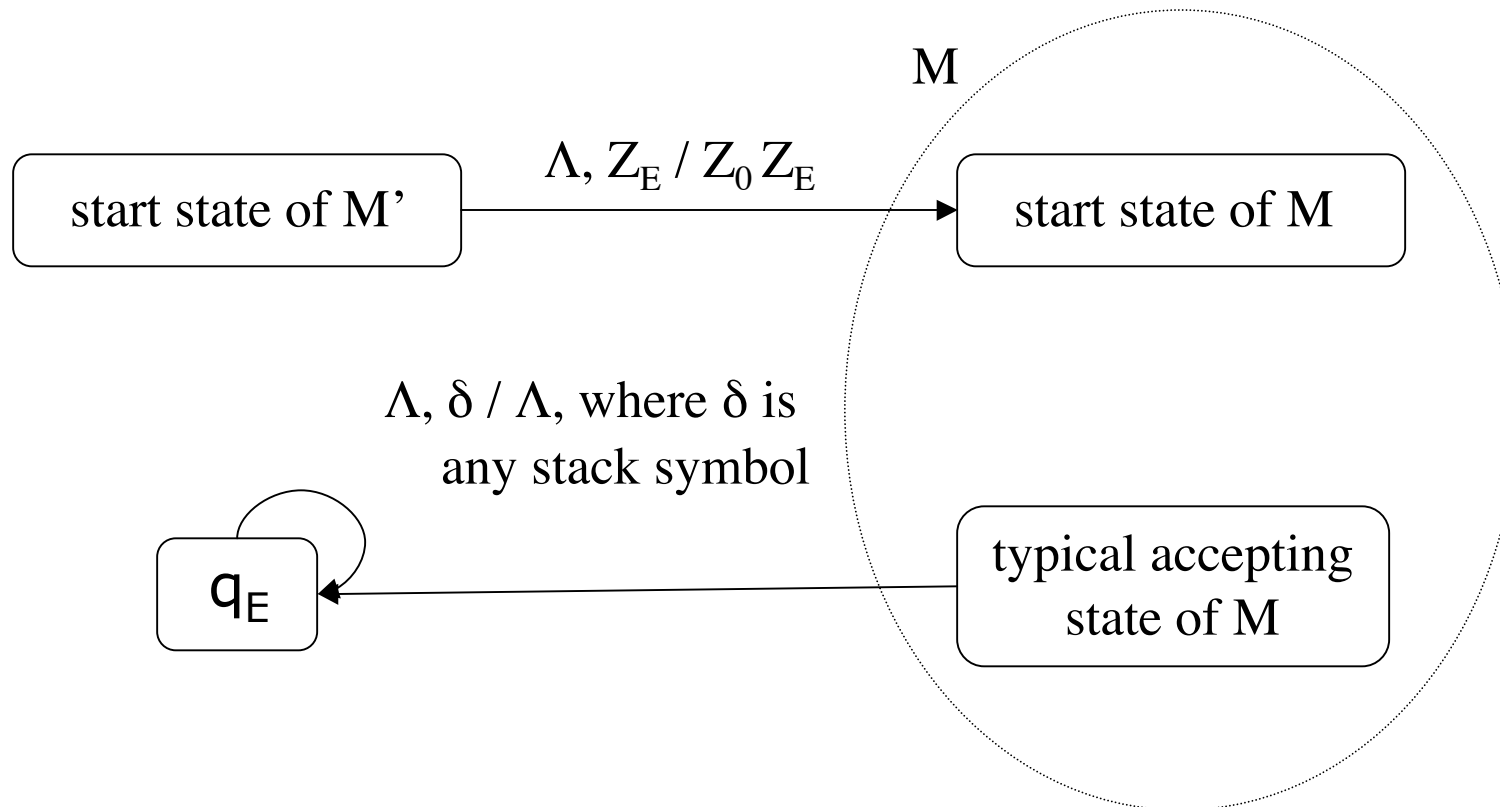 M
Λ, Z_E / Z_0 Z_E
start state of M’
start state of M
Λ, δ / Λ, where δ is
any stack symbol
typical accepting
state of M
q_E